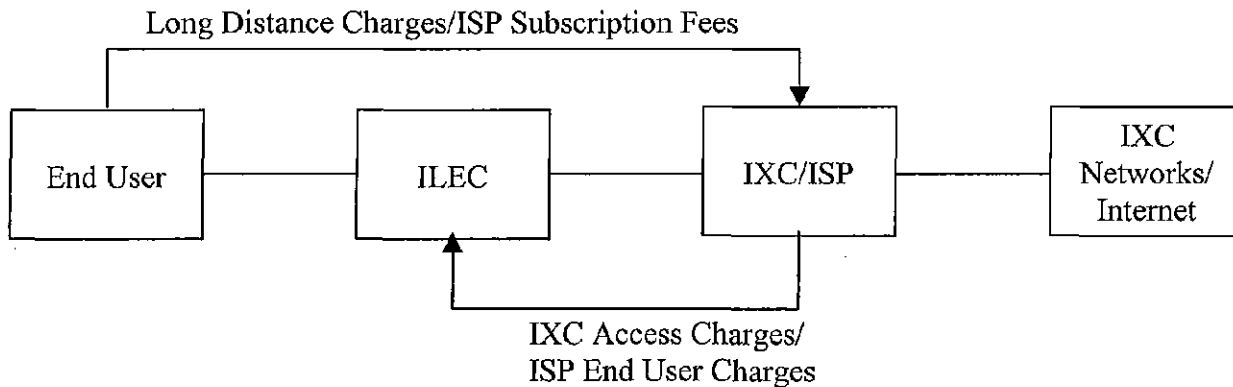 Long Distance Charges/ISP Subscription Fees
End User
ILEC
IXC/ISP
IXC
Networks/
Internet
IXC Access Charges/
ISP End User Charges